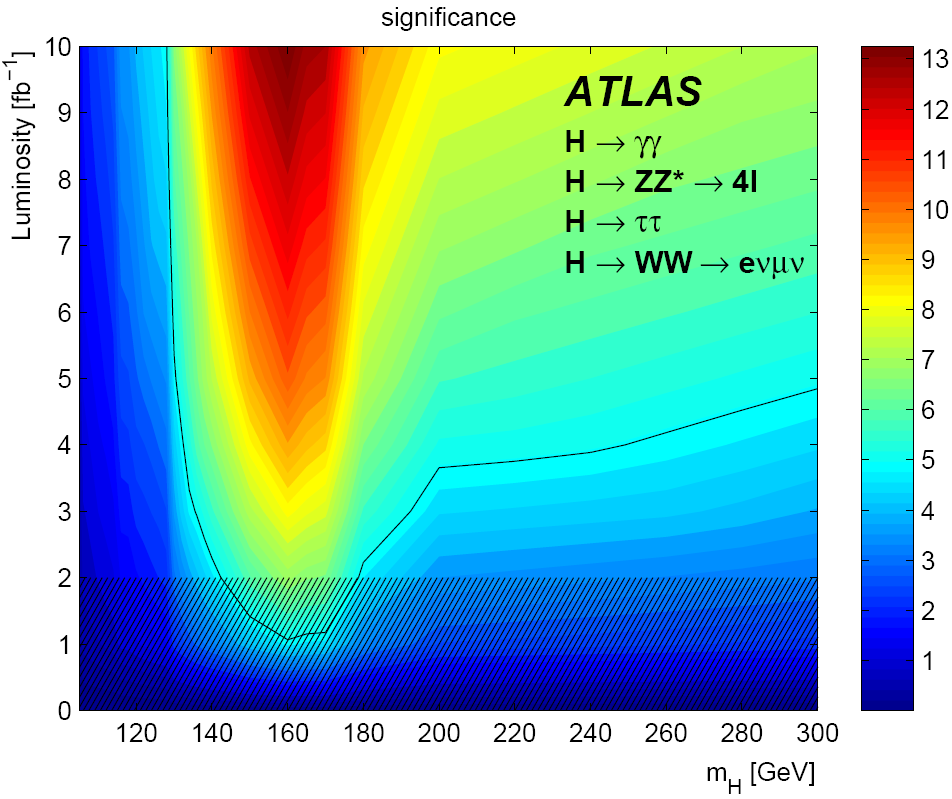 significance
Luminosity [fb⁻¹]
10
9
8
7
6
5
4
3
2
1
0
ATLAS
H → γγ
H → ZZ* → 4l
H → ττ
H → WW → eνμν
120 140 160 180 200 220 240 260 280 300
m_H [GeV]
13
12
11
10
9
8
7
6
5
4
3
2
1